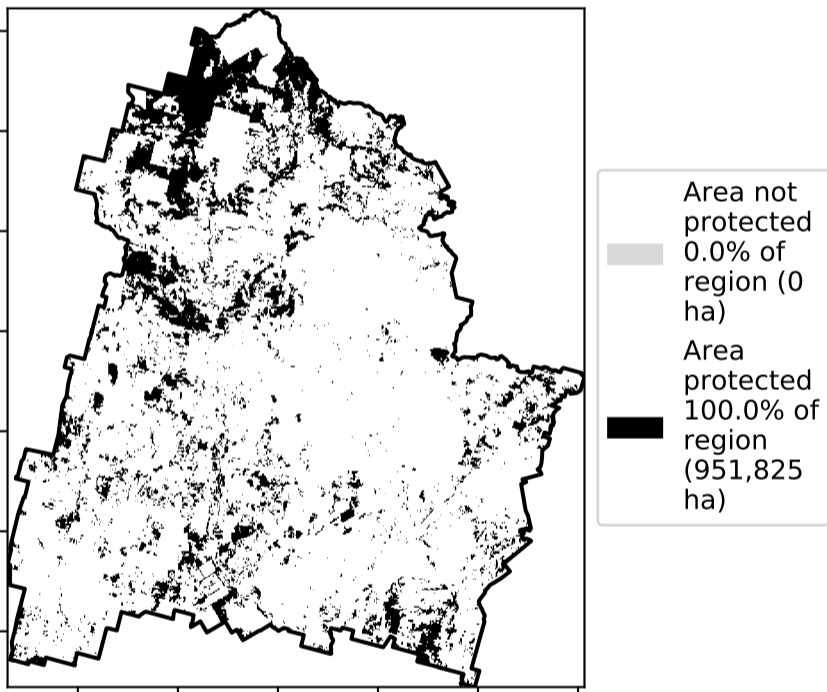 Area not
protected
0.0% of
region (0
ha)
Area
protected
100.0% of
region
(951,825
ha)